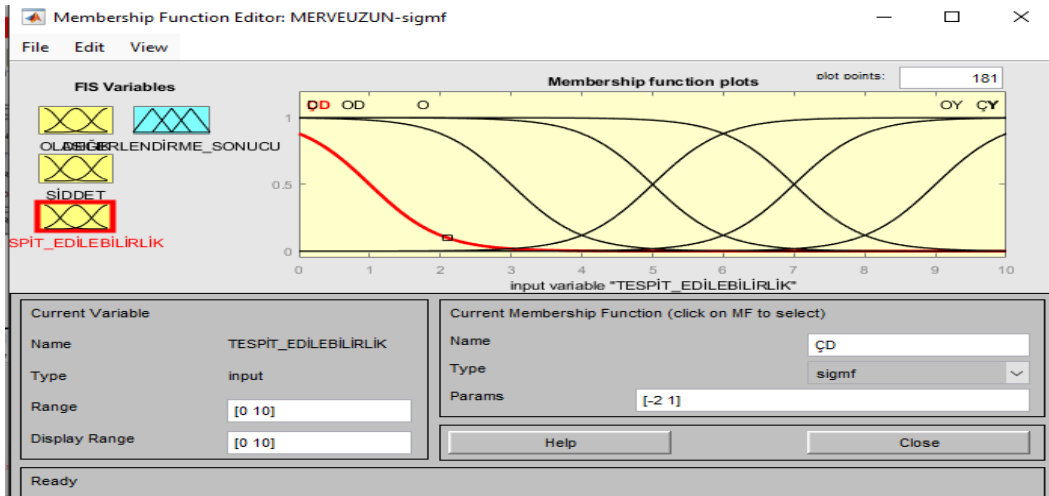 Membership Function Editor: MERVEUZUN-sigmf
File Edit View
FIS Variables
Membership function plots
plot points: 181
ÇD OD O OY ÇY
1
0.5
0
DEĞERLENDİRME_SONUCU
ŞİDDET
SPİT_EDİLEBİLİRLİK
0 1 2 3 4 5 6 7 8 9 10
input variable "TESPİT_EDİLEBİLİRLİK"
Current Variable
Name TESPİT_EDİLEBİLİRLİK
Type input
Range [0 10]
Display Range [0 10]
Current Membership Function (click on MF to select)
Name ÇD
Type sigmf
Params [-2 1]
Help Close
Ready